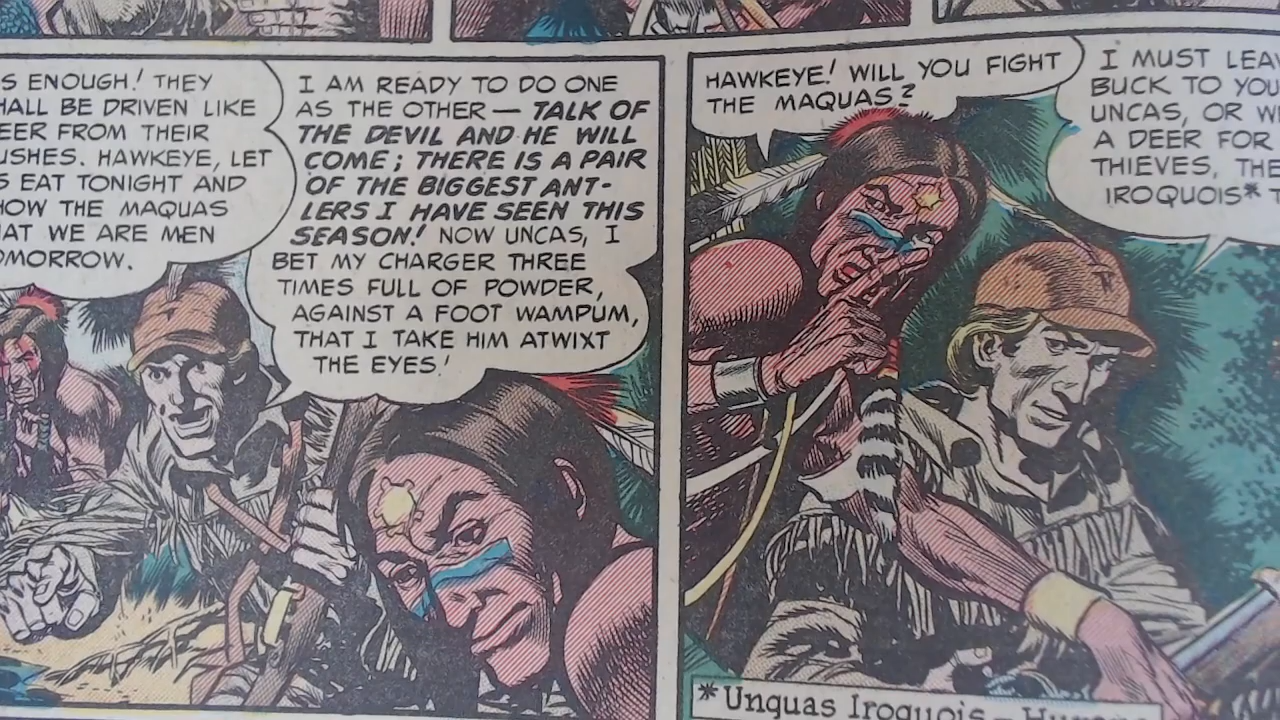 S ENOUGH! THEY
HALL BE DRIVEN LIKE
EER FROM THEIR
USHES. HAWKEYE, LET
S EAT TONIGHT AND
HOW THE MAQUAS
HAT WE ARE MEN
OMORROW.
I AM READY TO DO ONE
AS THE OTHER — TALK OF
THE DEVIL AND HE WILL
COME; THERE IS A PAIR
OF THE BIGGEST ANT-
LERS I HAVE SEEN THIS
SEASON! NOW UNCAS, I
BET MY CHARGER THREE
TIMES FULL OF POWDER,
AGAINST A FOOT WAMPUM,
THAT I TAKE HIM ATWIXT
THE EYES!
HAWKEYE! WILL YOU FIGHT
THE MAQUAS?
I MUST LEAV
BUCK TO YOU
UNCAS, OR W
A DEER FOR
THIEVES, THE
IROQUOIS* T
*Unquas Iroquois – Huron